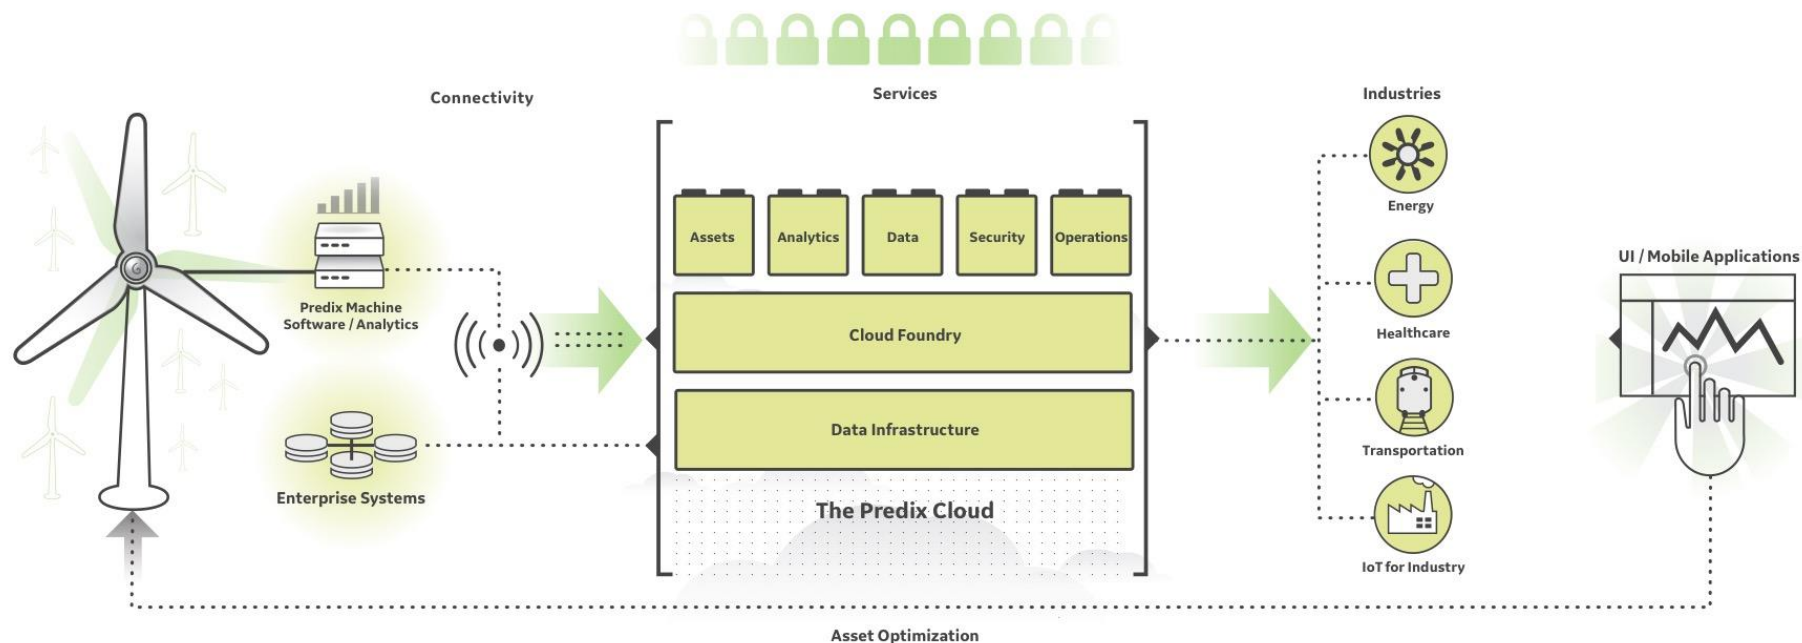 Connectivity
Services
Industries
Predix Machine
Software / Analytics
Enterprise Systems
Assets
Analytics
Data
Security
Operations
Cloud Foundry
Data Infrastructure
The Predix Cloud
Energy
Healthcare
Transportation
IoT for Industry
UI / Mobile Applications
Asset Optimization